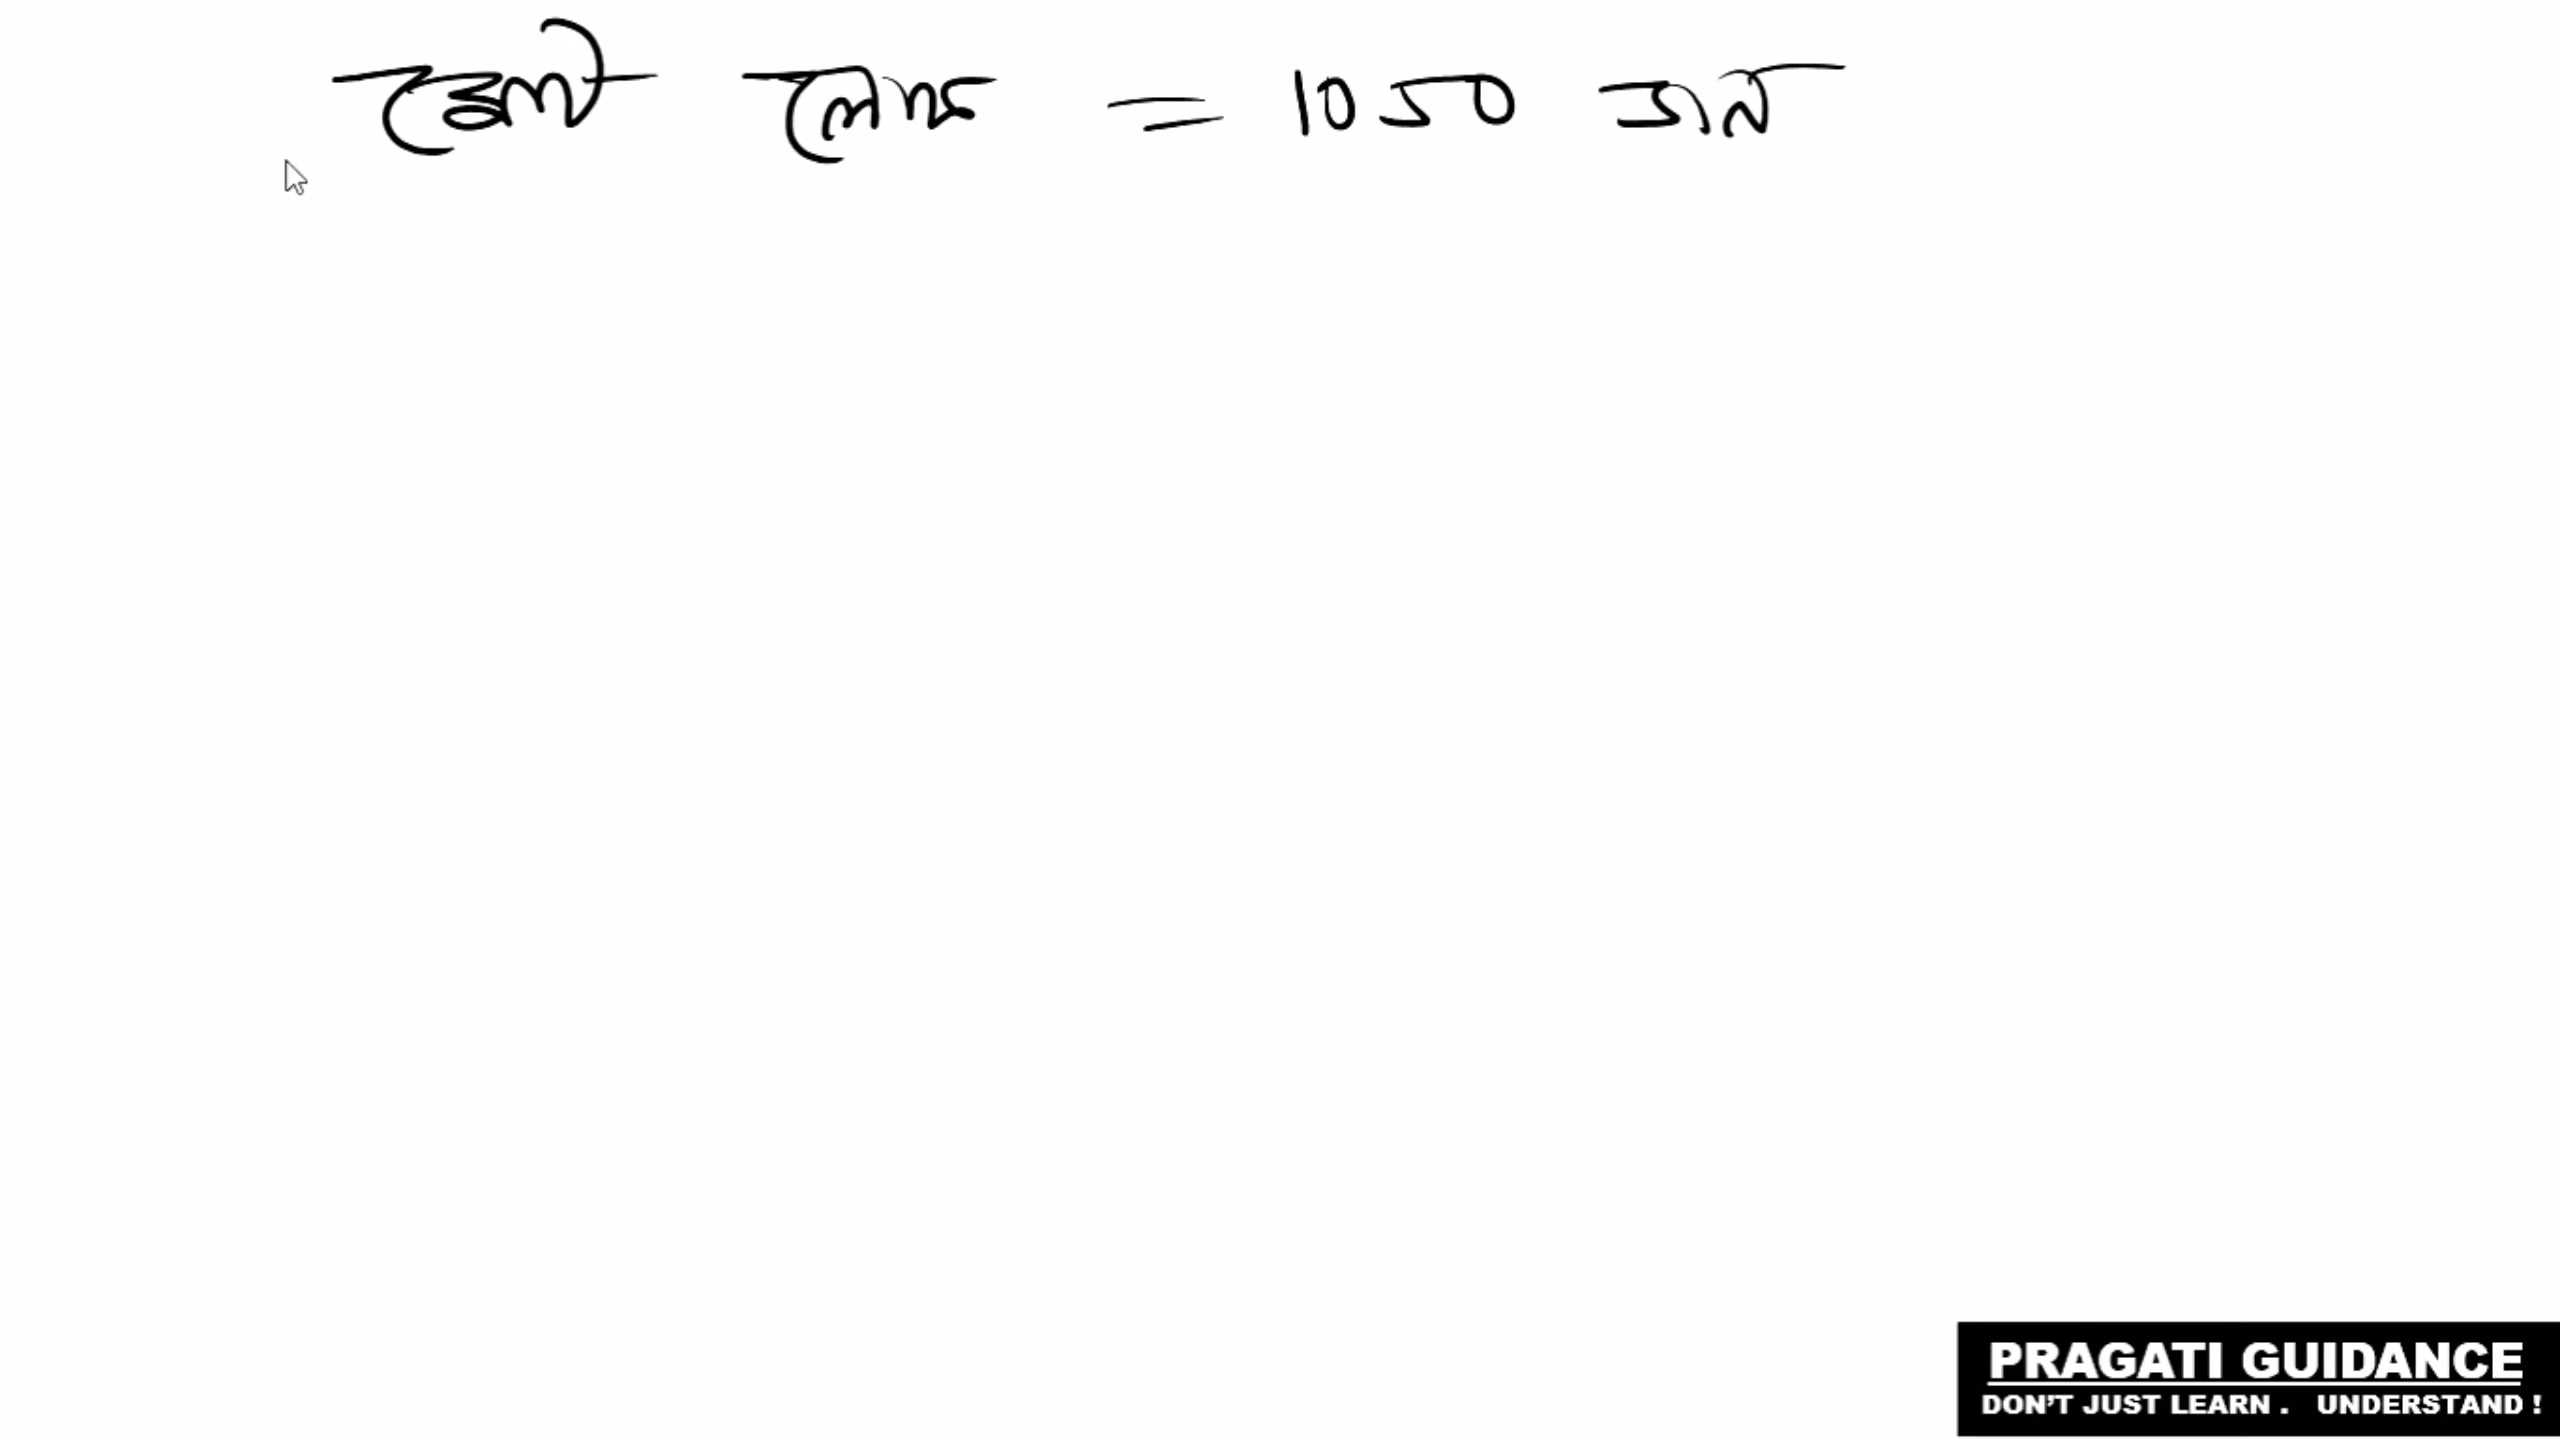 মোট লোক = 1050 জন
PRAGATI GUIDANCE
DON'T JUST LEARN . UNDERSTAND !